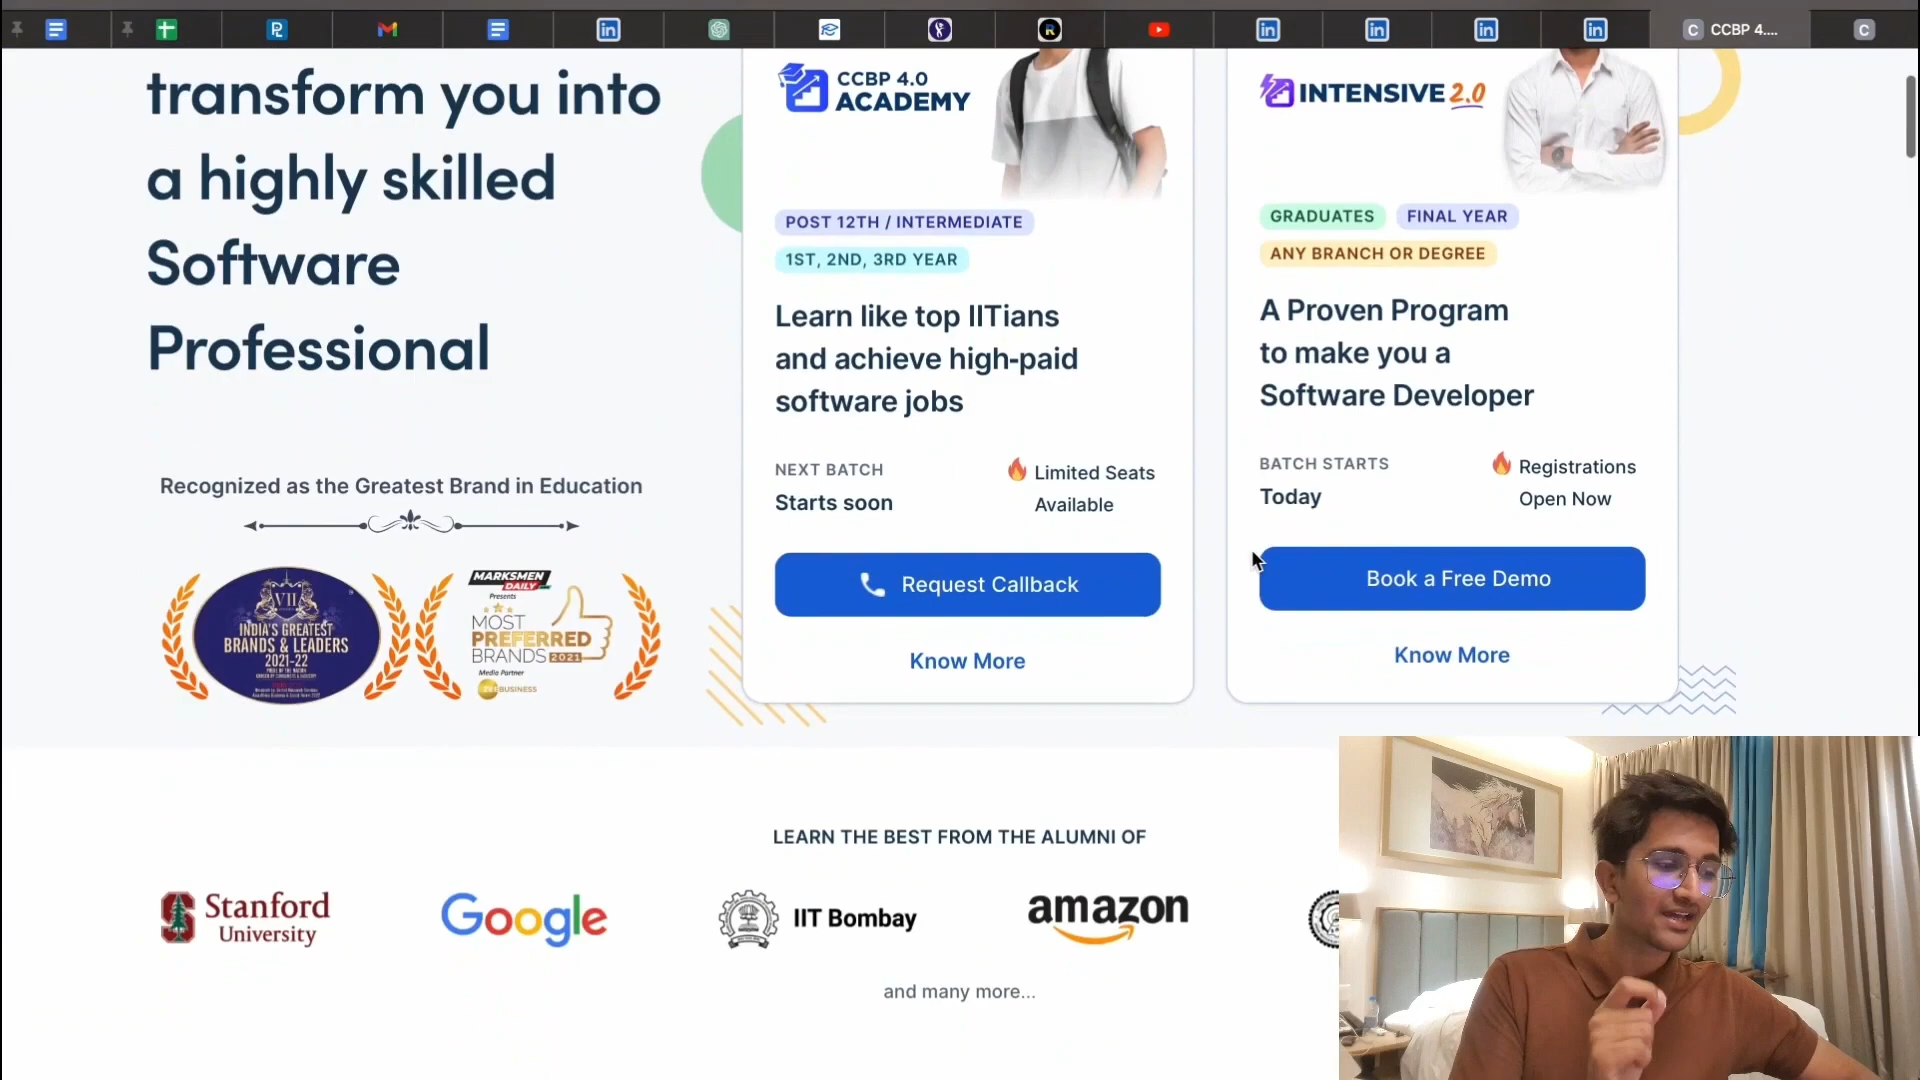 CCBP 4....
transform you into
a highly skilled
Software
Professional
Recognized as the Greatest Brand in Education
VII
INDIA'S GREATEST
BRANDS & LEADERS
2021-22
MARKSMEN
DAILY
Presents
MOST
PREFERRED
BRANDS 2021
Media Partner
BUSINESS
CCBP 4.0
ACADEMY
POST 12TH / INTERMEDIATE
1ST, 2ND, 3RD YEAR
Learn like top IITians
and achieve high-paid
software jobs
NEXT BATCH
Starts soon
Limited Seats
Available
Request Callback
Know More
INTENSIVE 2.0
GRADUATES
FINAL YEAR
ANY BRANCH OR DEGREE
A Proven Program
to make you a
Software Developer
BATCH STARTS
Today
Registrations
Open Now
Book a Free Demo
Know More
LEARN THE BEST FROM THE ALUMNI OF
Stanford
University
Google
IIT Bombay
amazon
and many more...